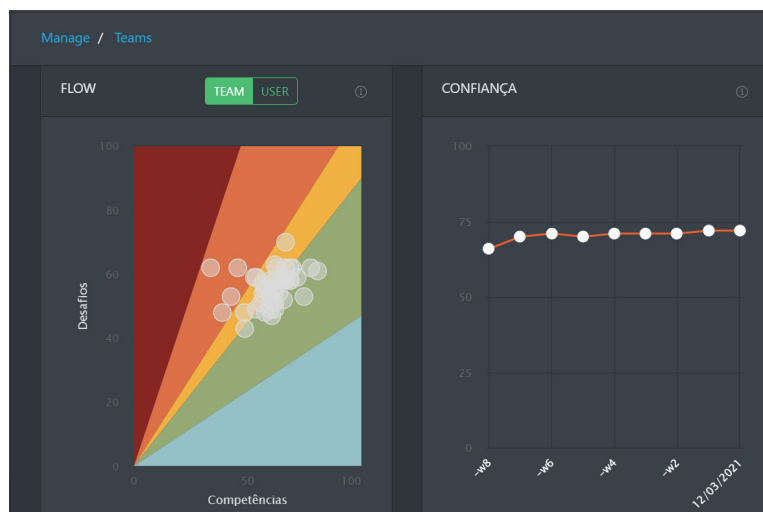 Manage / Teams
FLOW
TEAM USER
CONFIANÇA
100
80
60
40
20
0
Desafios
0 50 100
Competências
100
75
50
25
0
-w8 -w6 -w4 -w2 12/03/2021